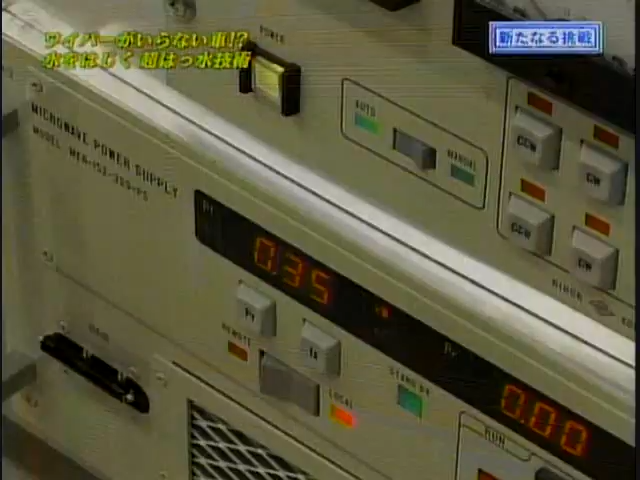 ワイパーがいらない車!?
水をはじく 超はっ水技術
新たなる挑戦
POWER
AUTO
MANUAL
CCW
CW
CCW
CW
MICROWAVE POWER SUPPLY
MODEL
Pf
0.35
Pf
REMOTE
LOCAL
STAND BY
Pr
0.00
RUN